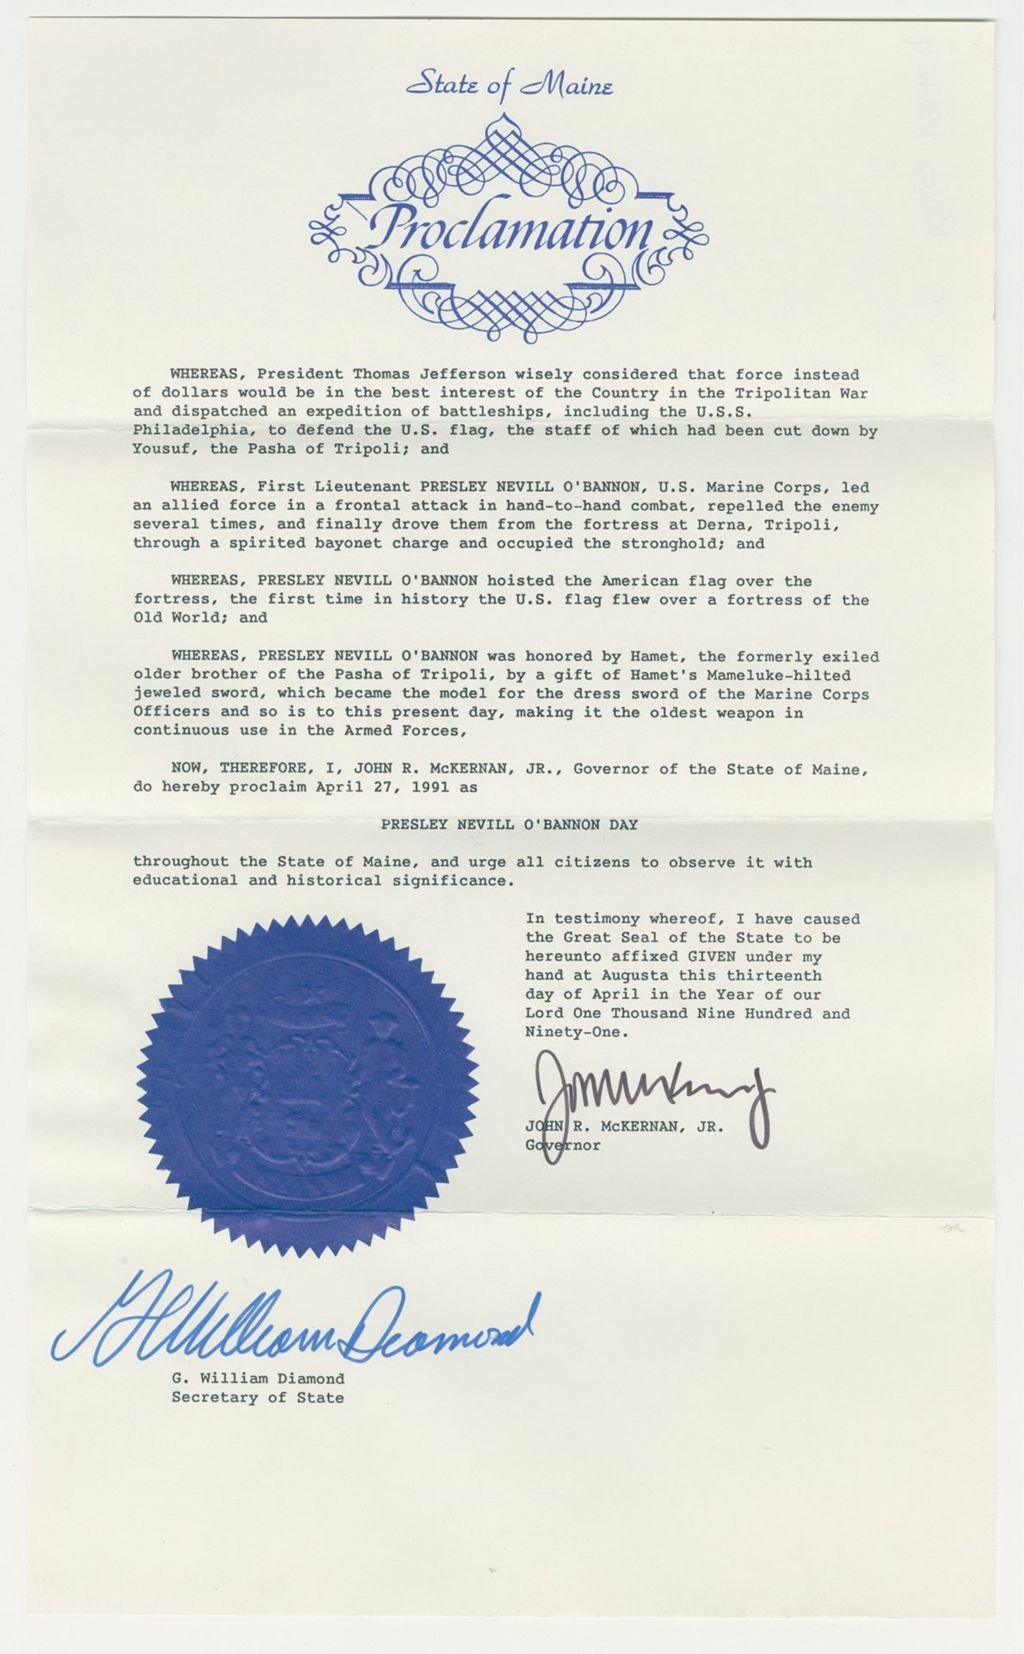 State of Maine
Proclamation
WHEREAS, President Thomas Jefferson wisely considered that force instead
of dollars would be in the best interest of the Country in the Tripolitan War
and dispatched an expedition of battleships, including the U.S.S.
Philadelphia, to defend the U.S. flag, the staff of which had been cut down by
Yousuf, the Pasha of Tripoli; and
WHEREAS, First Lieutenant PRESLEY NEVILL O'BANNON, U.S. Marine Corps, led
an allied force in a frontal attack in hand-to-hand combat, repelled the enemy
several times, and finally drove them from the fortress at Derna, Tripoli,
through a spirited bayonet charge and occupied the stronghold; and
WHEREAS, PRESLEY NEVILL O'BANNON hoisted the American flag over the
fortress, the first time in history the U.S. flag flew over a fortress of the
Old World; and
WHEREAS, PRESLEY NEVILL O'BANNON was honored by Hamet, the formerly exiled
older brother of the Pasha of Tripoli, by a gift of Hamet's Mameluke-hilted
jeweled sword, which became the model for the dress sword of the Marine Corps
Officers and so is to this present day, making it the oldest weapon in
continuous use in the Armed Forces,
NOW, THEREFORE, I, JOHN R. McKERNAN, JR., Governor of the State of Maine,
do hereby proclaim April 27, 1991 as
PRESLEY NEVILL O'BANNON DAY
throughout the State of Maine, and urge all citizens to observe it with
educational and historical significance.
In testimony whereof, I have caused
the Great Seal of the State to be
hereunto affixed GIVEN under my
hand at Augusta this thirteenth
day of April in the Year of our
Lord One Thousand Nine Hundred and
Ninety-One.
JOHN R. McKERNAN, JR.
Governor
G William Diamond
G. William Diamond
Secretary of State